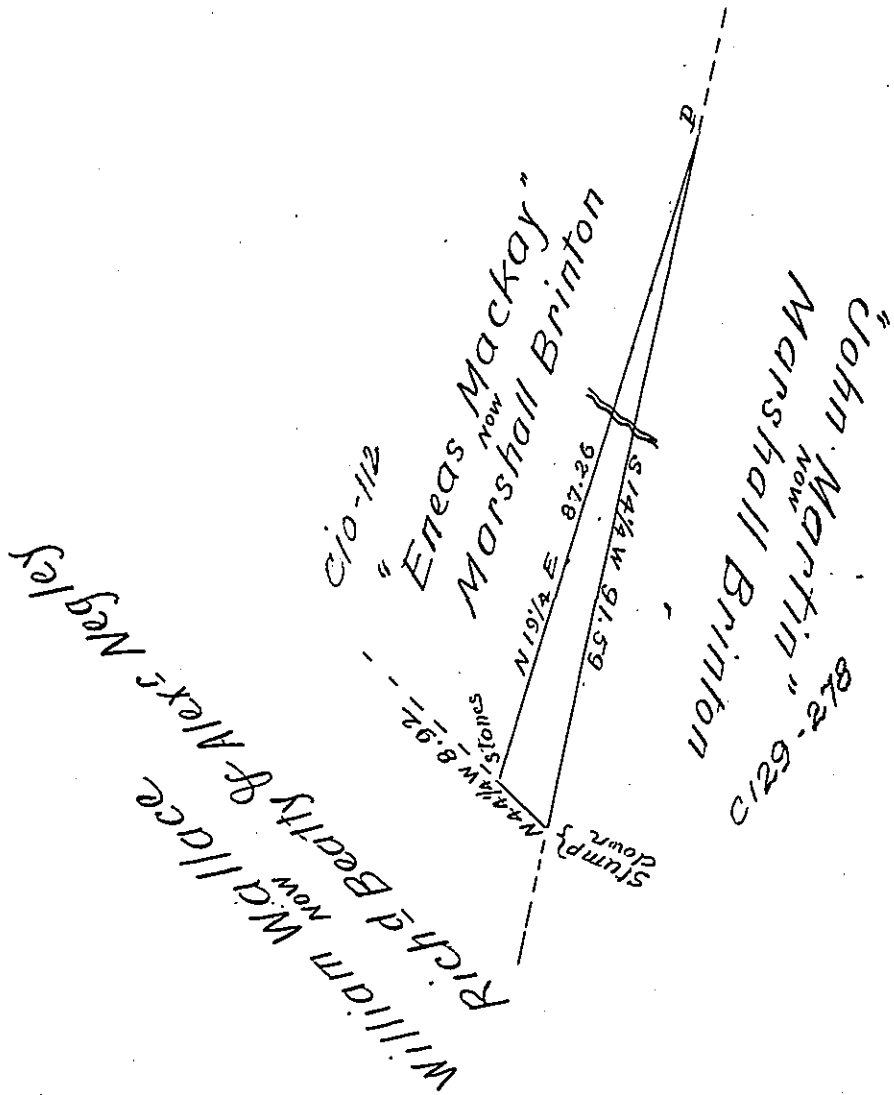 C10-112
"Eneas Mackay"
NOW
Marshall Brinton
"John Martin"
NOW
Marshall Brinton
C129-278
William Wallace
NOW
Richd Beatty & Alexr Negley
N 19¼ E 87.26
S 14¼ W 91.59
N 44¼ W 8.92
Stones
Stump }
down